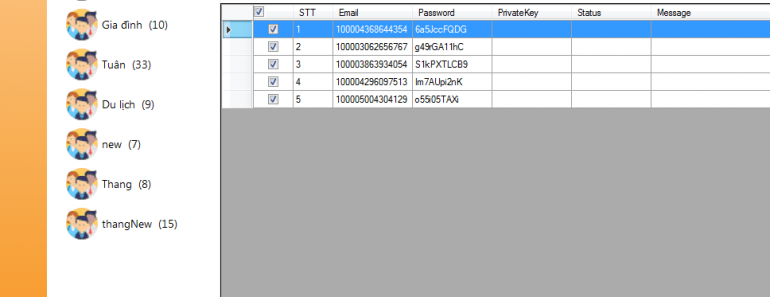 STT Email Password PrivateKey Status Message
1 100004368644354 6a5JccFQDG
2 100003062656767 g49rGA11hC
3 100003863934054 S1kPXTLCB9
4 100004296097513 Im7AUpi2nK
5 100005004304129 o55i05TAXi
Gia đình (10)
Tuân (33)
Du lịch (9)
new (7)
Thang (8)
thangNew (15)